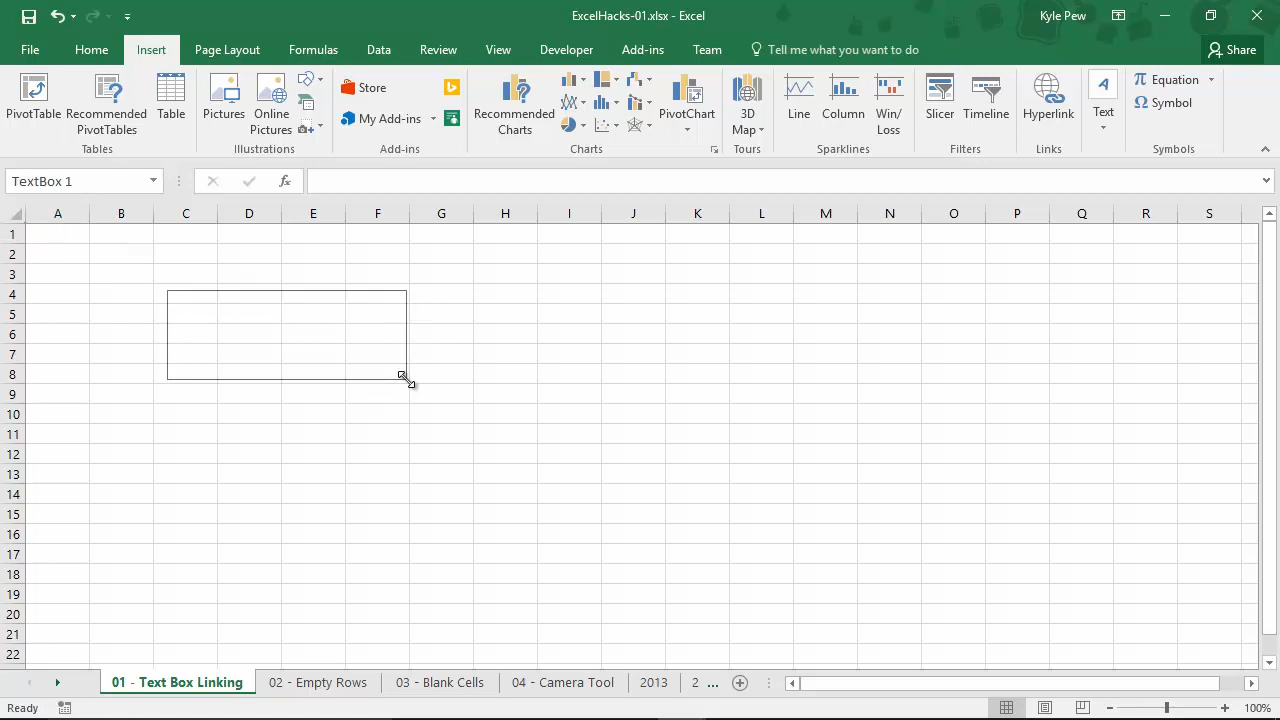 ExcelHacks-01.xlsx - Excel
Kyle Pew
File Home Insert Page Layout Formulas Data Review View Developer Add-ins Team Tell me what you want to do Share
PivotTable
Recommended
PivotTables
Table
Tables
Pictures
Online
Pictures
Illustrations
Store
My Add-ins
Add-ins
Recommended
Charts
PivotChart
Charts
3D
Map
Tours
Line
Column
Win/
Loss
Sparklines
Slicer
Timeline
Filters
Hyperlink
Links
A
Text
π Equation
Ω Symbol
Symbols
TextBox 1
fx
A B C D E F G H I J K L M N O P Q R S
1
2
3
4
5
6
7
8
9
10
11
12
13
14
15
16
17
18
19
20
21
22
01 - Text Box Linking 02 - Empty Rows 03 - Blank Cells 04 - Camera Tool 2013 2 ...
Ready
100%